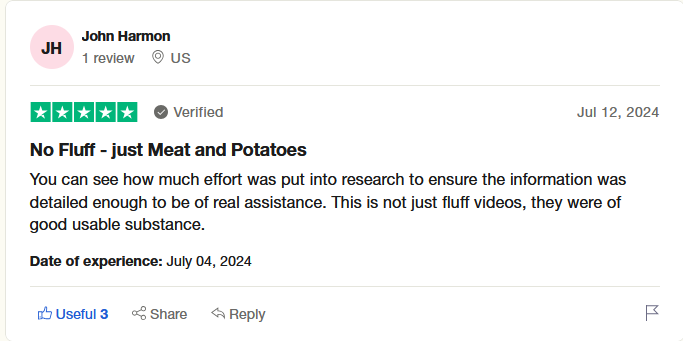 JH
John Harmon
1 review US
Verified Jul 12, 2024
No Fluff - just Meat and Potatoes
You can see how much effort was put into research to ensure the information was
detailed enough to be of real assistance. This is not just fluff videos, they were of
good usable substance.
Date of experience: July 04, 2024
Useful 3 Share Reply